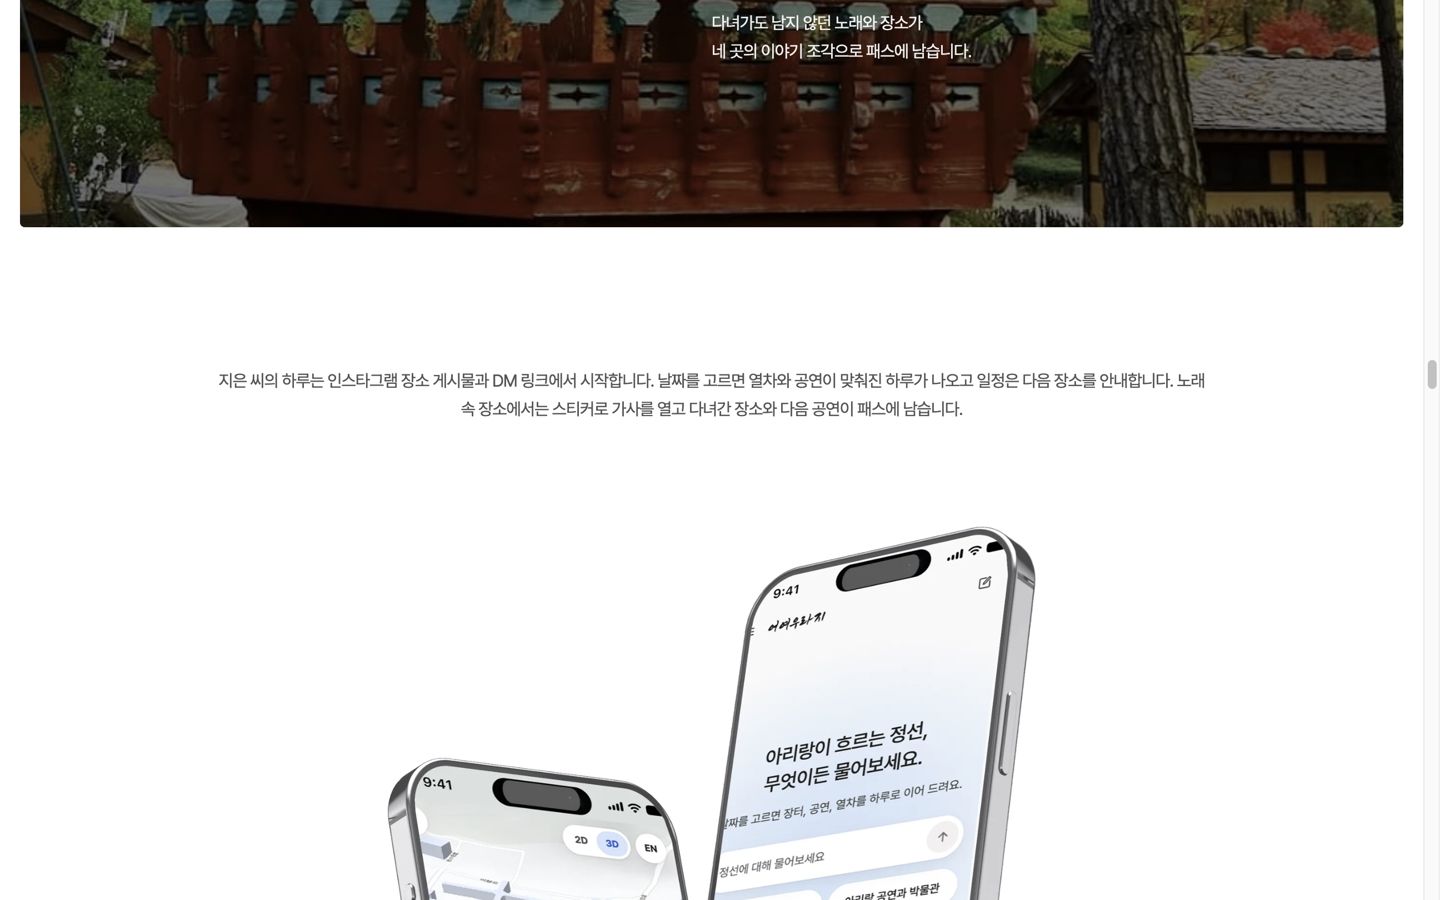 다녀가도 남지 않던 노래와 장소가
네 곳의 이야기 조각으로 패스에 남습니다.
지은 씨의 하루는 인스타그램 장소 게시물과 DM 링크에서 시작합니다. 날짜를 고르면 열차와 공연이 맞춰진 하루가 나오고 일정은 다음 장소를 안내합니다. 노래
속 장소에서는 스티커로 가사를 열고 다녀간 장소와 다음 공연이 패스에 남습니다.
9:41
어여우라지
아리랑이 흐르는 정선,
무엇이든 물어보세요.
날짜를 고르면 장터, 공연, 열차를 하루로 이어 드려요.
정선에 대해 물어보세요
아리랑 공연과 박물관
9:41
2D
3D
EN